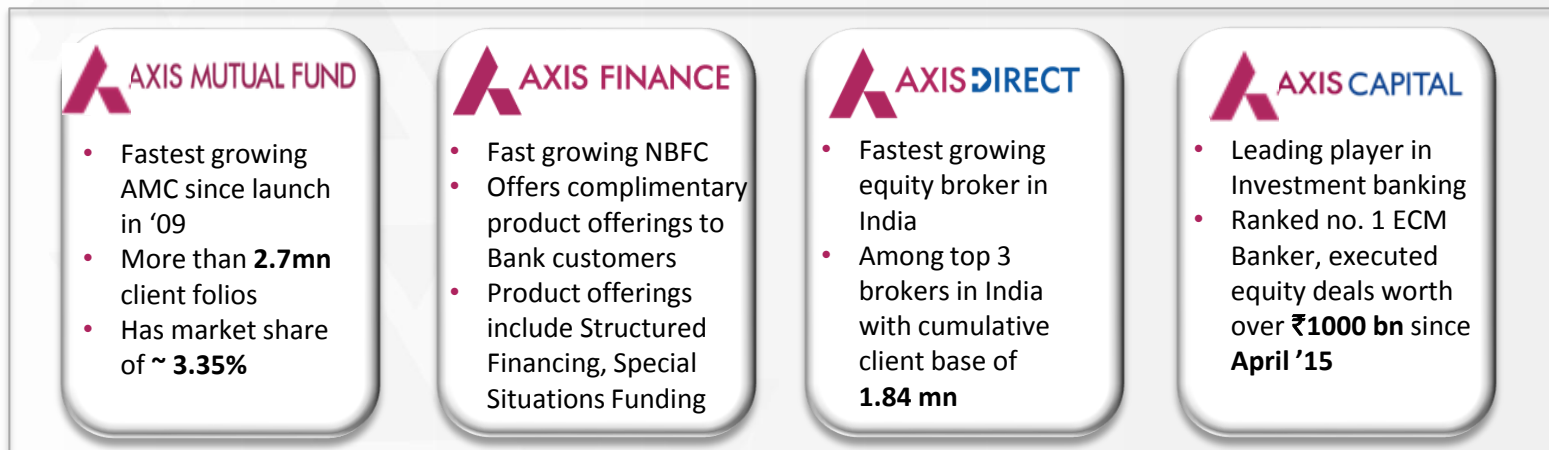 AXIS MUTUAL FUND
• Fastest growing
AMC since launch
in ‘09
• More than 2.7mn
client folios
• Has market share
of ~ 3.35%
AXIS FINANCE
• Fast growing NBFC
• Offers complimentary
product offerings to
Bank customers
• Product offerings
include Structured
Financing, Special
Situations Funding
AXIS DIRECT
• Fastest growing
equity broker in
India
• Among top 3
brokers in India
with cumulative
client base of
1.84 mn
AXIS CAPITAL
• Leading player in
Investment banking
• Ranked no. 1 ECM
Banker, executed
equity deals worth
over ₹1000 bn since
April ’15